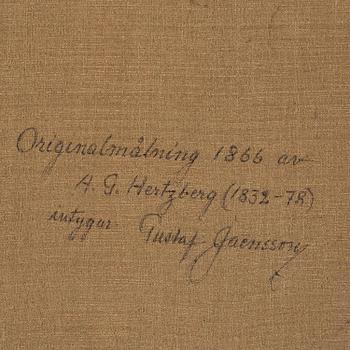 Originalmålning 1866 av
A. G. Hertzberg (1832-78)
intygar Gustaf Jaensson